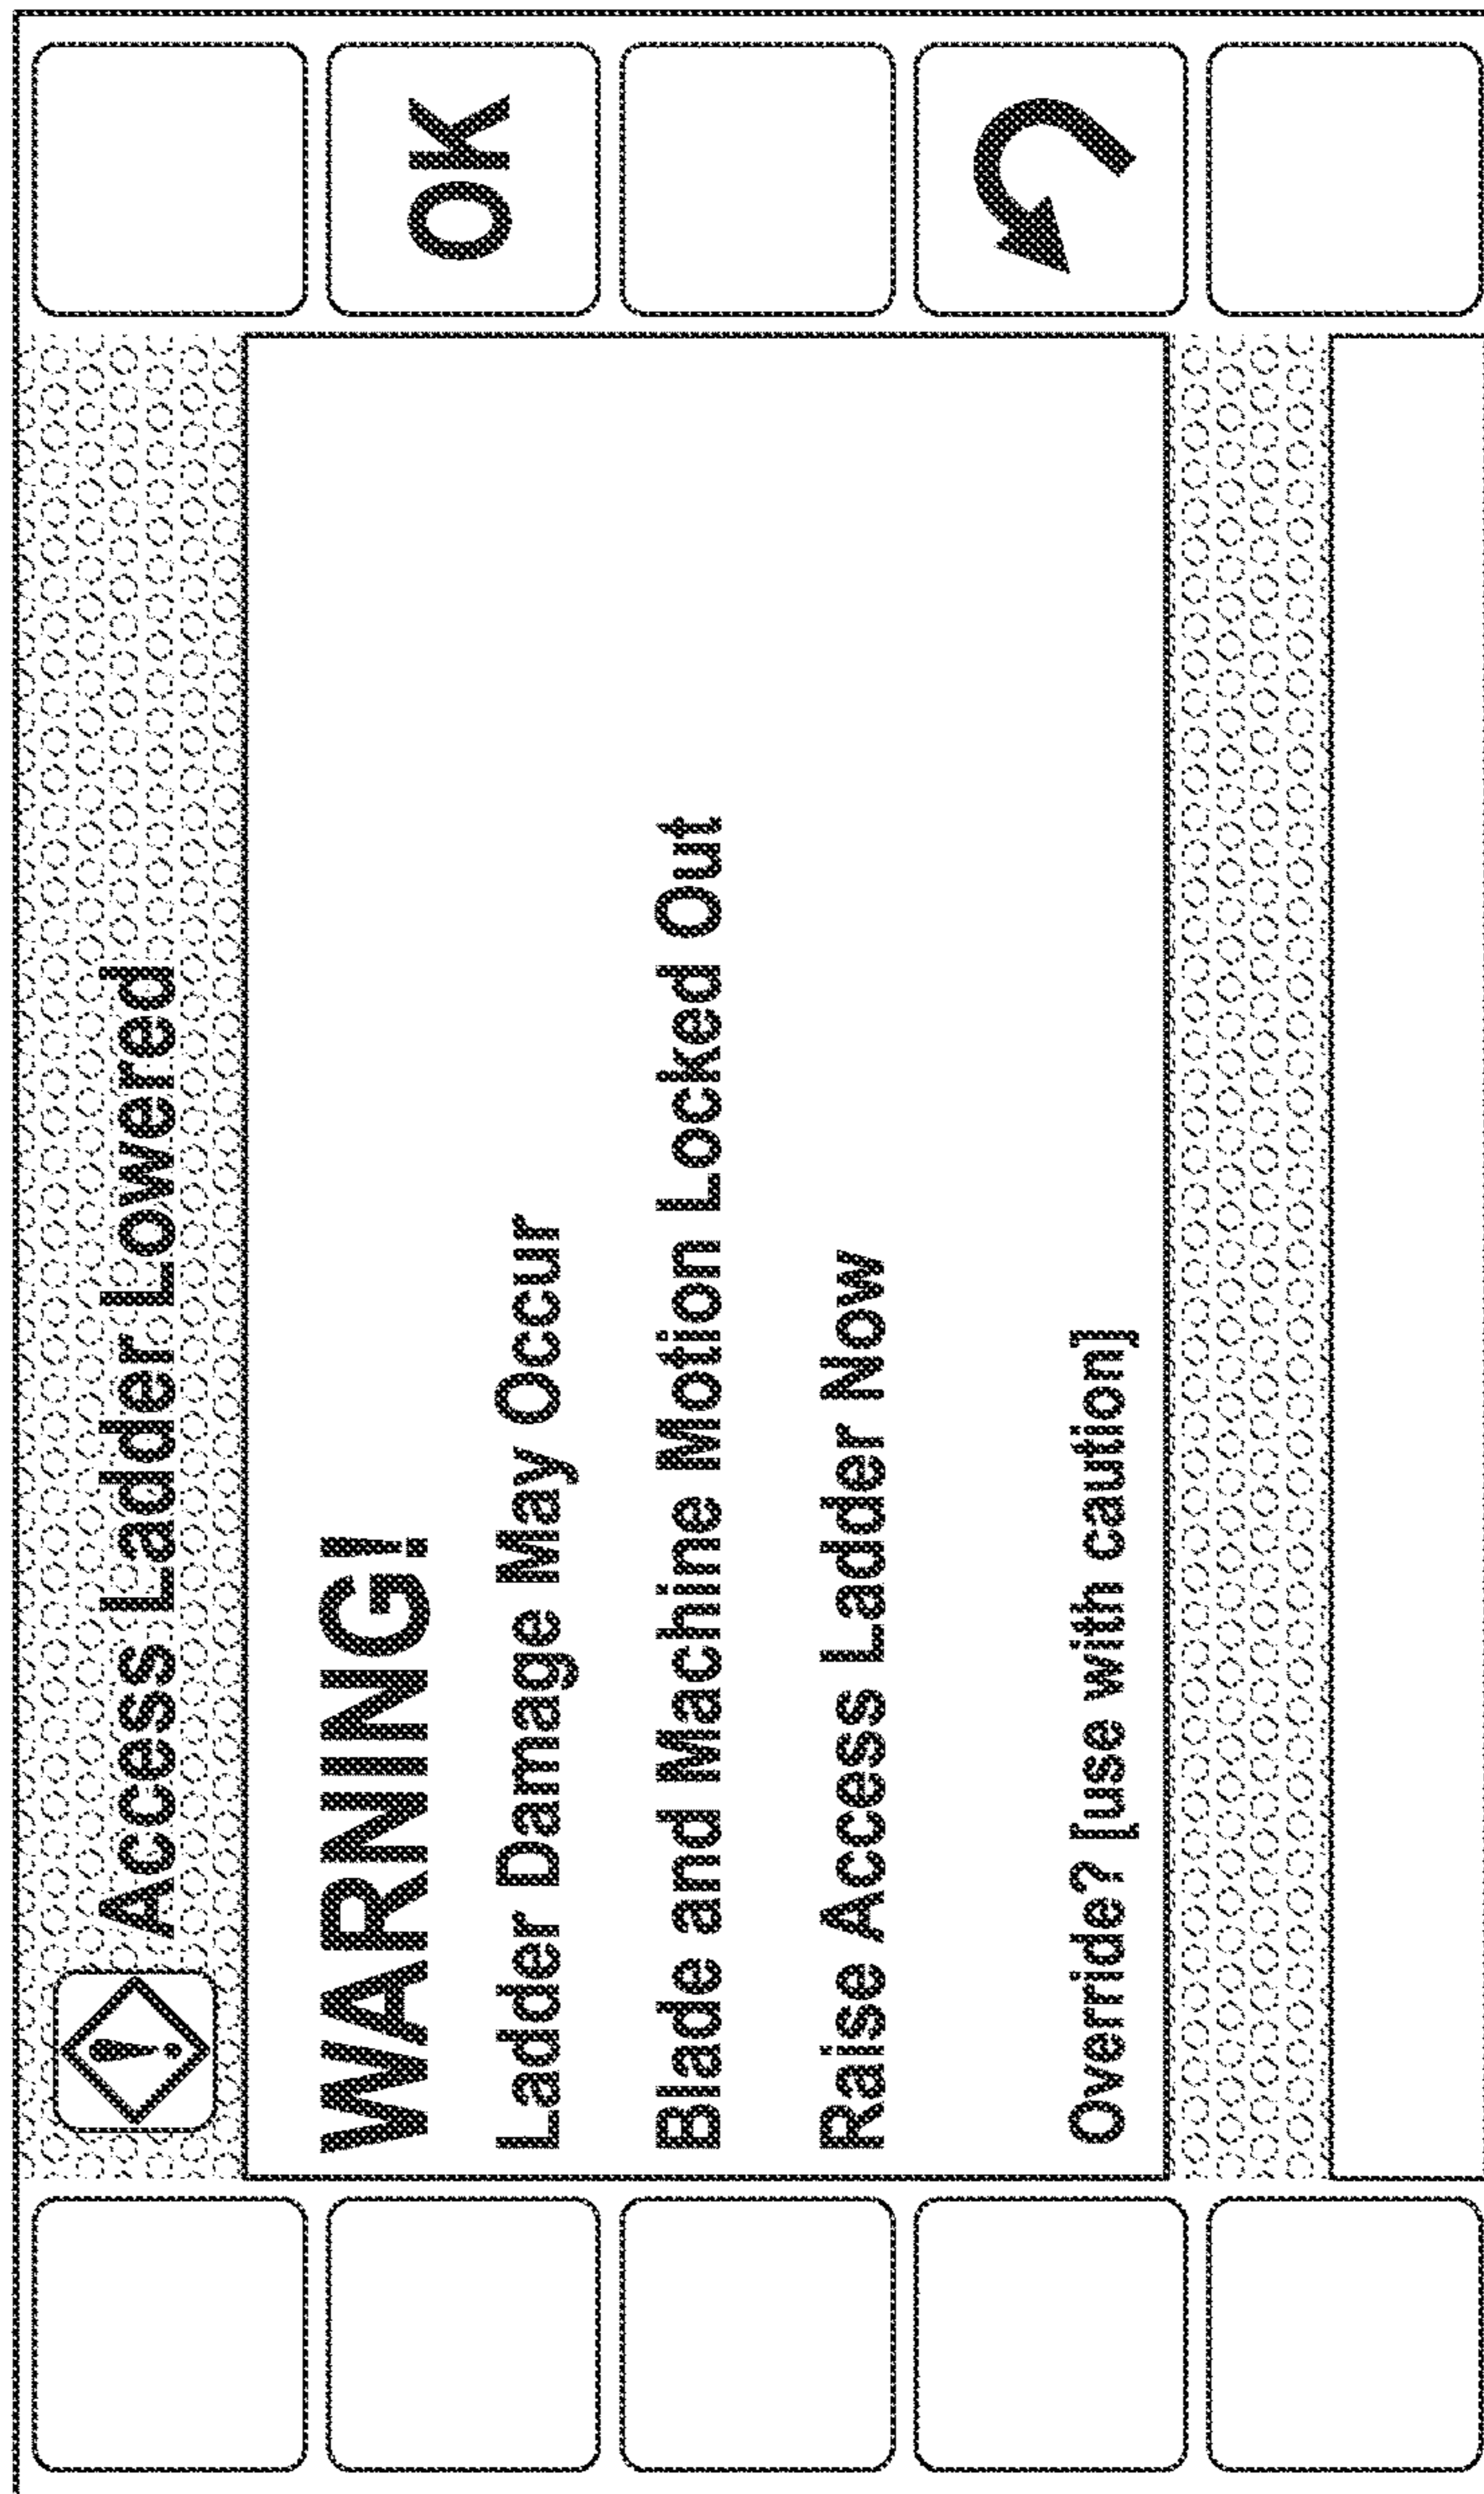 Access Ladder Lowered
WARNING!
OK
Ladder Damage May Occur
Blade and Machine Motion Locked Out
Raise Access Ladder Now
Override? [use with caution]